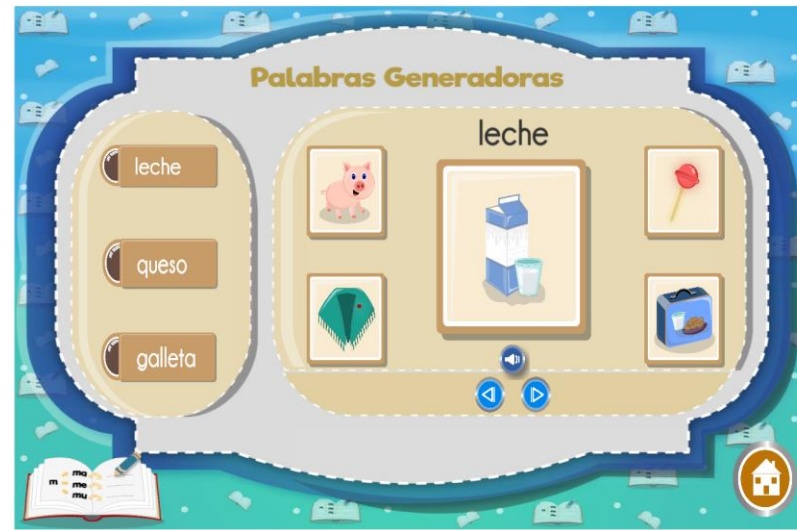 Palabras Generadoras
leche
queso
galleta
leche
m
ma
me
mu